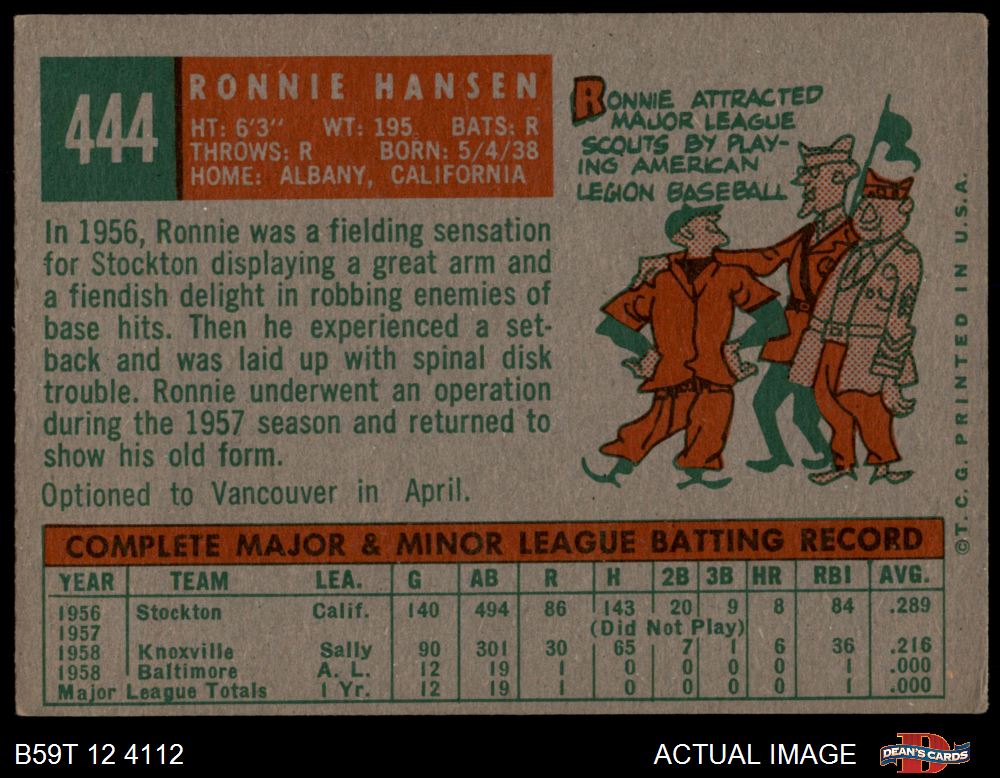 444
RONNIE HANSEN
HT: 6'3" WT: 195 BATS: R
THROWS: R BORN: 5/4/38
HOME: ALBANY, CALIFORNIA
In 1956, Ronnie was a fielding sensation
for Stockton displaying a great arm and
a fiendish delight in robbing enemies of
base hits. Then he experienced a set-
back and was laid up with spinal disk
trouble. Ronnie underwent an operation
during the 1957 season and returned to
show his old form.
Optioned to Vancouver in April.
RONNIE ATTRACTED
MAJOR LEAGUE
SCOUTS BY PLAY-
ING AMERICAN
LEGION BASEBALL
©T.C.G. PRINTED IN U.S.A.
COMPLETE MAJOR & MINOR LEAGUE BATTING RECORD
YEAR TEAM LEA. G AB R H 2B 3B HR RBI AVG.
1956 Stockton Calif. 140 494 86 143 20 9 8 84 .289
1957 (Did Not Play)
1958 Knoxville Sally 90 301 30 65 7 1 6 36 .216
1958 Baltimore A. L. 12 19 1 0 0 0 0 1 .000
Major League Totals 1 Yr. 12 19 1 0 0 0 0 1 .000
B59T 12 4112
ACTUAL IMAGE
DEAN'S CARDS